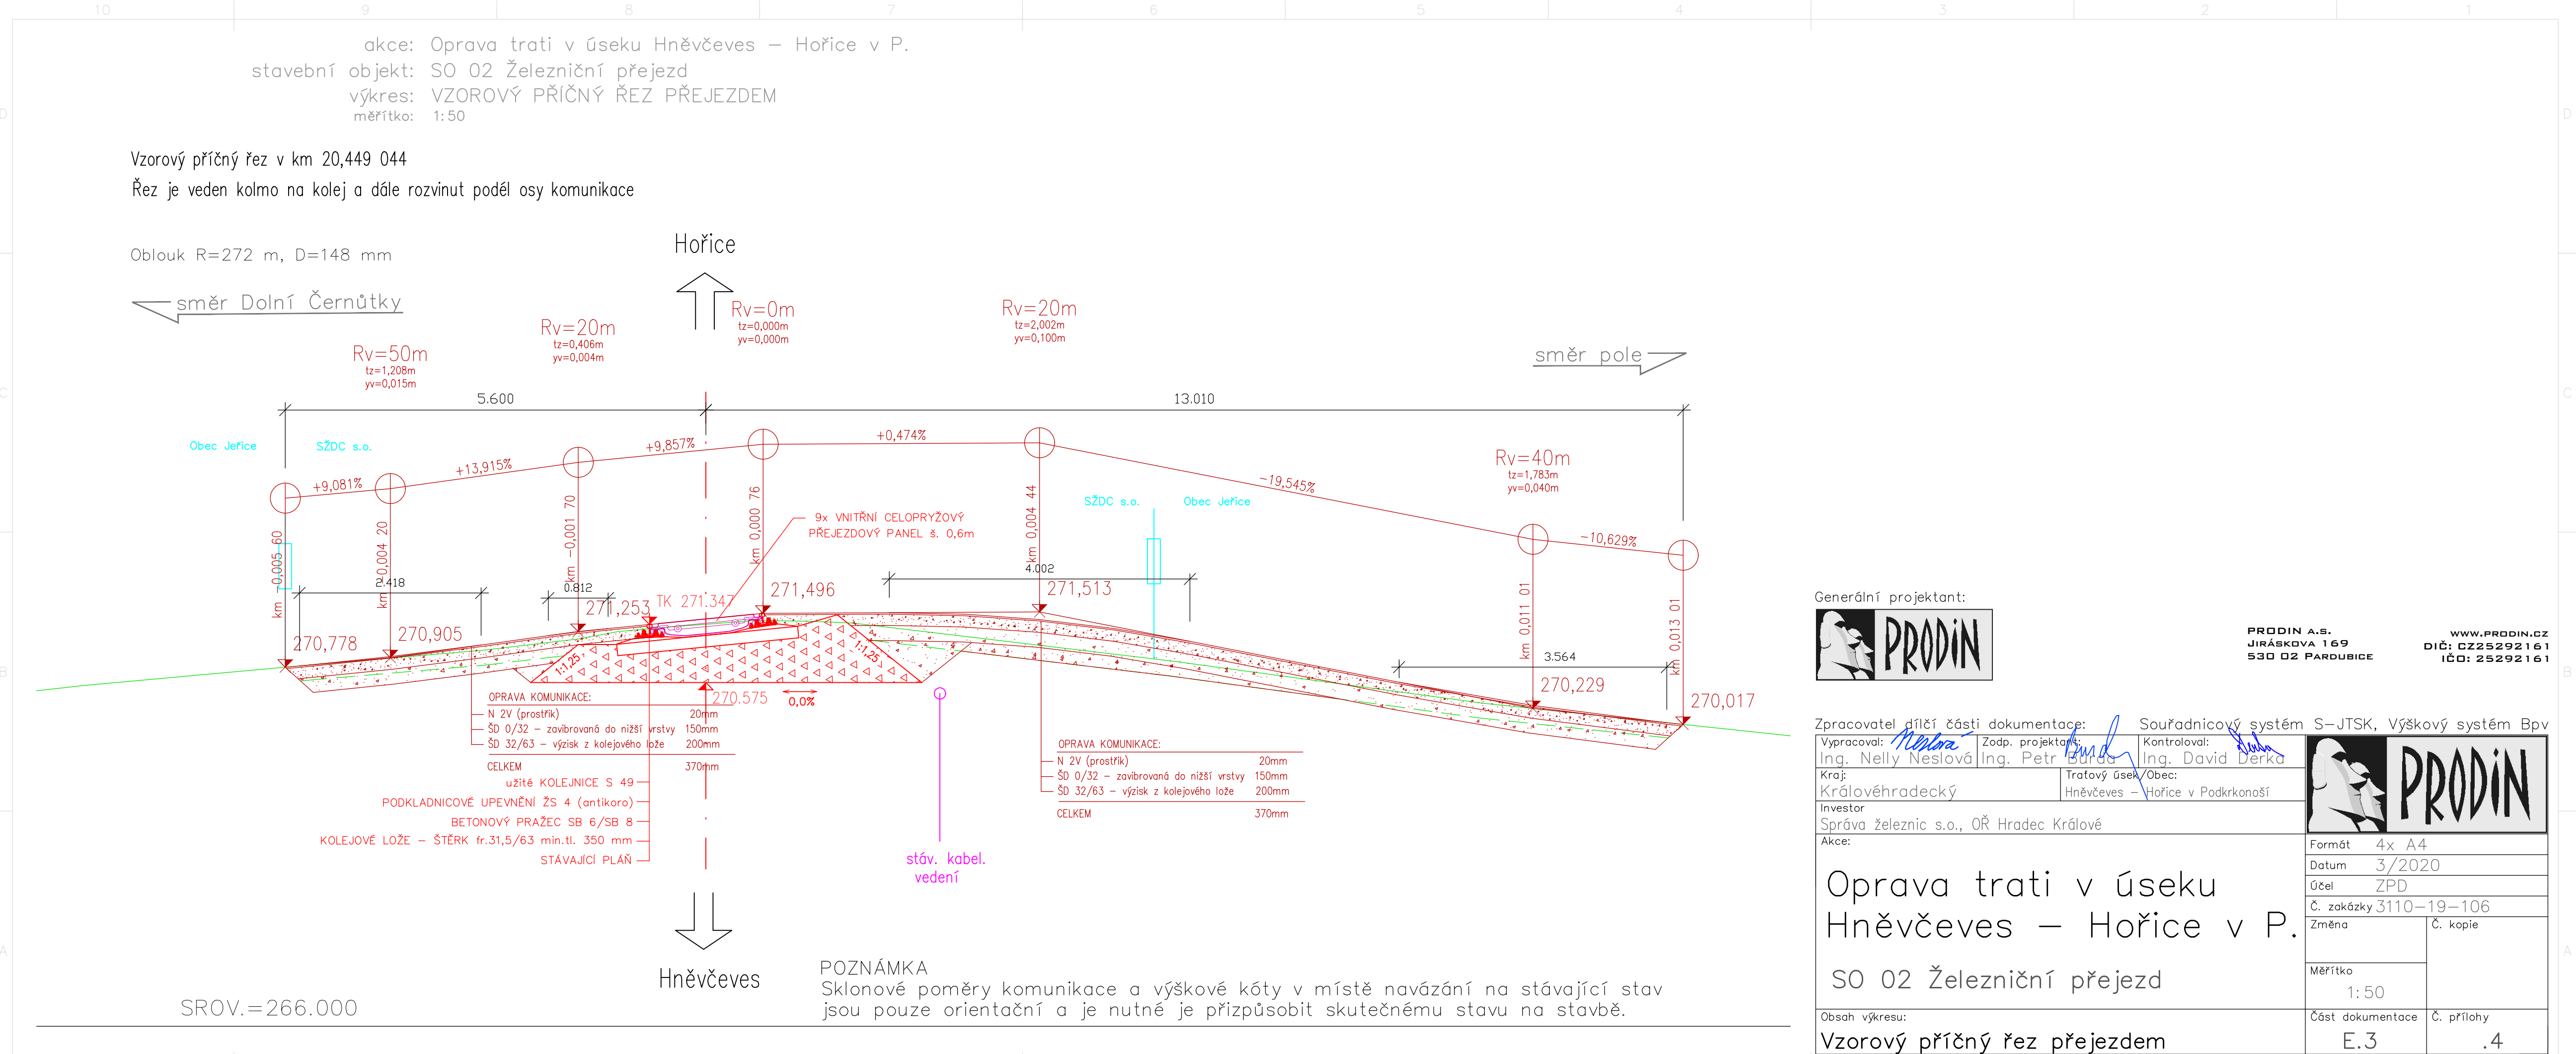 10 9 8 7 6 5 4 3 2 1
akce: Oprava trati v úseku Hněvčeves – Hořice v P.
stavební objekt: SO 02 Železniční přejezd
výkres: VZOROVÝ PŘÍČNÝ ŘEZ PŘEJEZDEM
měřítko: 1:50
D D
Vzorový příčný řez v km 20,449 044
Řez je veden kolmo na kolej a dále rozvinut podél osy komunikace
Hořice
Oblouk R=272 m, D=148 mm
směr Dolní Černůtky
Rv=50m
tz=1,208m
yv=0,015m
Rv=20m
tz=0,406m
yv=0,004m
Rv=0m
tz=0,000m
yv=0,000m
Rv=20m
tz=2,002m
yv=0,100m
směr pole
Rv=40m
tz=1,783m
yv=0,040m
C C
5.600
13.010
Obec Jeřice
SŽDC s.o.
+9,081%
+13,915%
+9,857%
+0,474%
-19,545%
-10,629%
SŽDC s.o.
Obec Jeřice
km -0,005 60
km -0,004 20
km -0,001 70
km 0,000 76
km 0,004 44
km 0,011 01
km 0,013 01
9x VNITŘNÍ CELOPRYŽOVÝ
PŘEJEZDOVÝ PANEL š. 0,6m
2.418
0.812
4.002
3.564
270,778
270,905
271,253
TK 271.347
271,496
271,513
270,229
270,017
1:1,25
1:1,25
270.575
0,0%
B B
OPRAVA KOMUNIKACE:
N 2V (prostřik) 20mm
ŠD 0/32 – zavibrovaná do nižší vrstvy 150mm
ŠD 32/63 – výzisk z kolejového lože 200mm
CELKEM 370mm
užité KOLEJNICE S 49
PODKLADNICOVÉ UPEVNĚNÍ ŽS 4 (antikoro)
BETONOVÝ PRAŽEC SB 6/SB 8
KOLEJOVÉ LOŽE – ŠTĚRK fr.31,5/63 min.tl. 350 mm
STÁVAJÍCÍ PLÁŇ
OPRAVA KOMUNIKACE:
N 2V (prostřik) 20mm
ŠD 0/32 – zavibrovaná do nižší vrstvy 150mm
ŠD 32/63 – výzisk z kolejového lože 200mm
CELKEM 370mm
stáv. kabel.
vedení
Hněvčeves
A A
SROV.=266.000
POZNÁMKA
Sklonové poměry komunikace a výškové kóty v místě navázání na stávající stav
jsou pouze orientační a je nutné je přizpůsobit skutečnému stavu na stavbě.
Generální projektant:
PRODIN
PRODIN a.s.
Jiráskova 169
530 02 Pardubice
www.prodin.cz
DIČ: CZ25292161
IČO: 25292161
Zpracovatel dílčí části dokumentace:
Souřadnicový systém S-JTSK, Výškový systém Bpv
Vypracoval: Neslová
Ing. Nelly Neslová
Zodp. projektant:
Ing. Petr Burda
Kontroloval:
Ing. David Derka
PRODIN
Kraj:
Královéhradecký
Traťový úsek/Obec:
Hněvčeves – Hořice v Podkrkonoší
Investor
Správa železnic s.o., OŘ Hradec Králové
Akce:
Oprava trati v úseku
Hněvčeves – Hořice v P.
SO 02 Železniční přejezd
Formát 4x A4
Datum 3/2020
Účel ZPD
Č. zakázky 3110-19-106
Změna
Č. kopie
Měřítko
1:50
Obsah výkresu:
Vzorový příčný řez přejezdem
Část dokumentace
E.3
Č. přílohy
.4